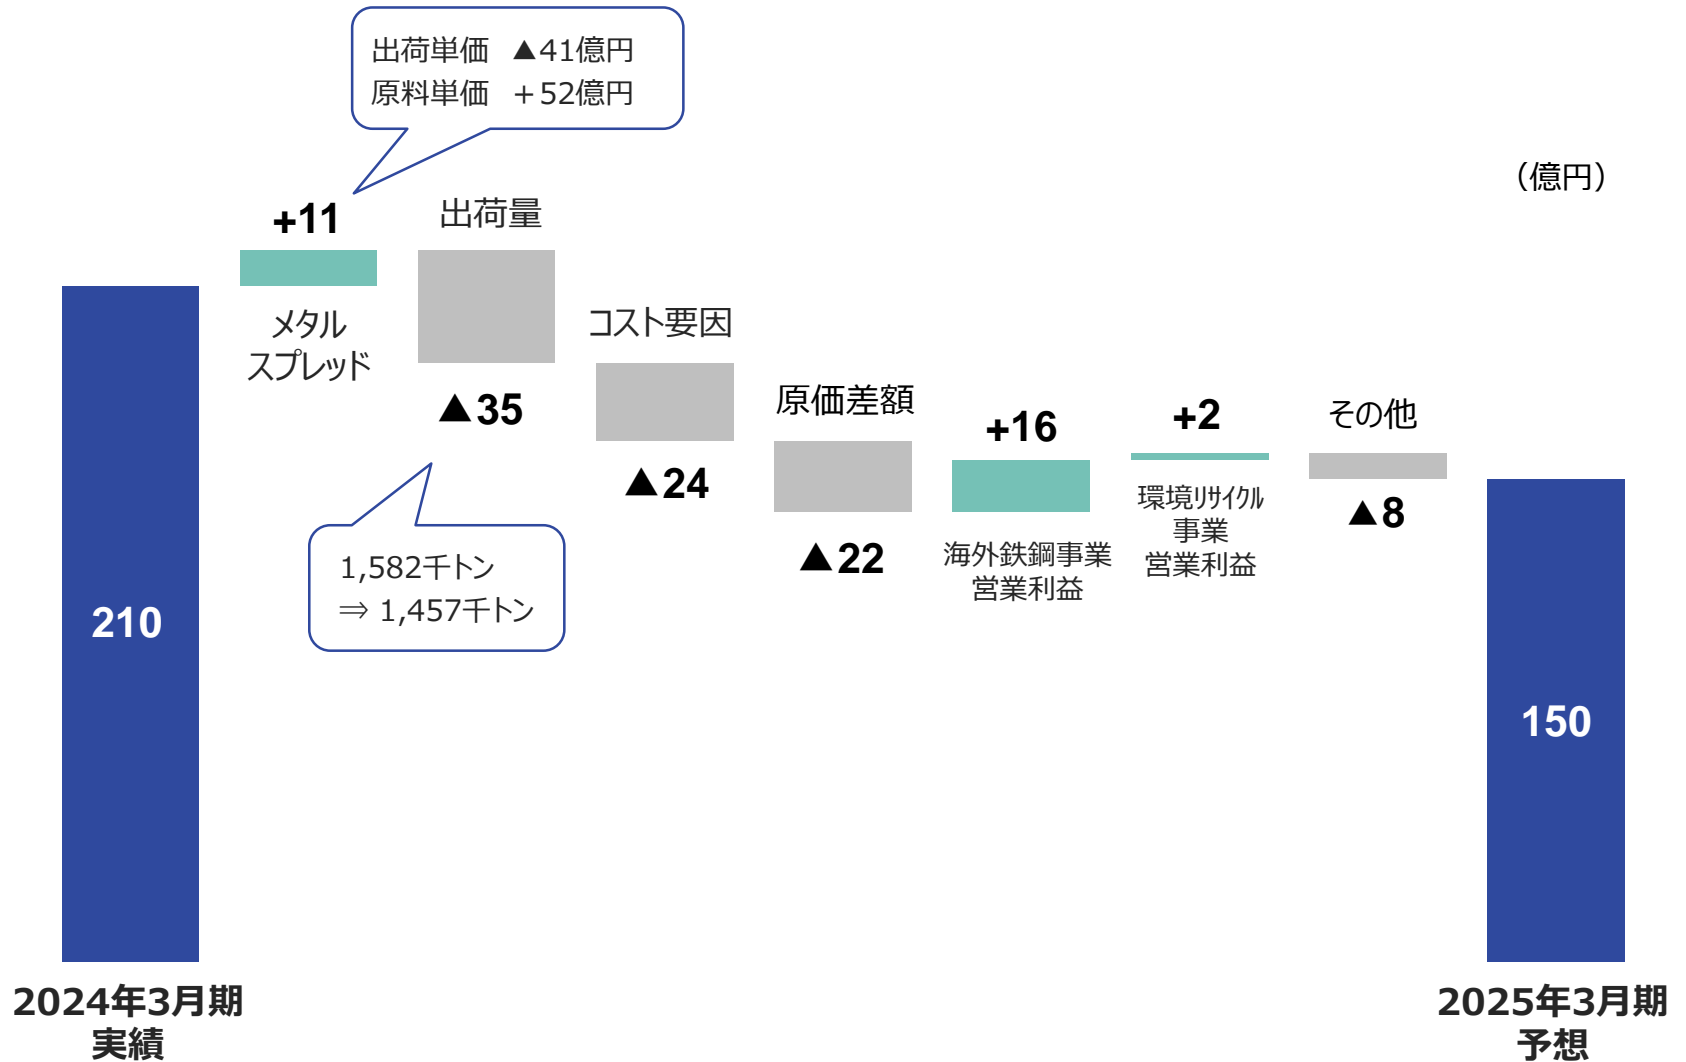 出荷単価 ▲41億円
原料単価 +52億円
（億円）
+11
メタル
スプレッド
出荷量
▲35
1,582千トン
⇒ 1,457千トン
コスト要因
▲24
原価差額
▲22
+16
海外鉄鋼事業
営業利益
+2
環境リサイクル
事業
営業利益
その他
▲8
210
150
2024年3月期
実績
2025年3月期
予想